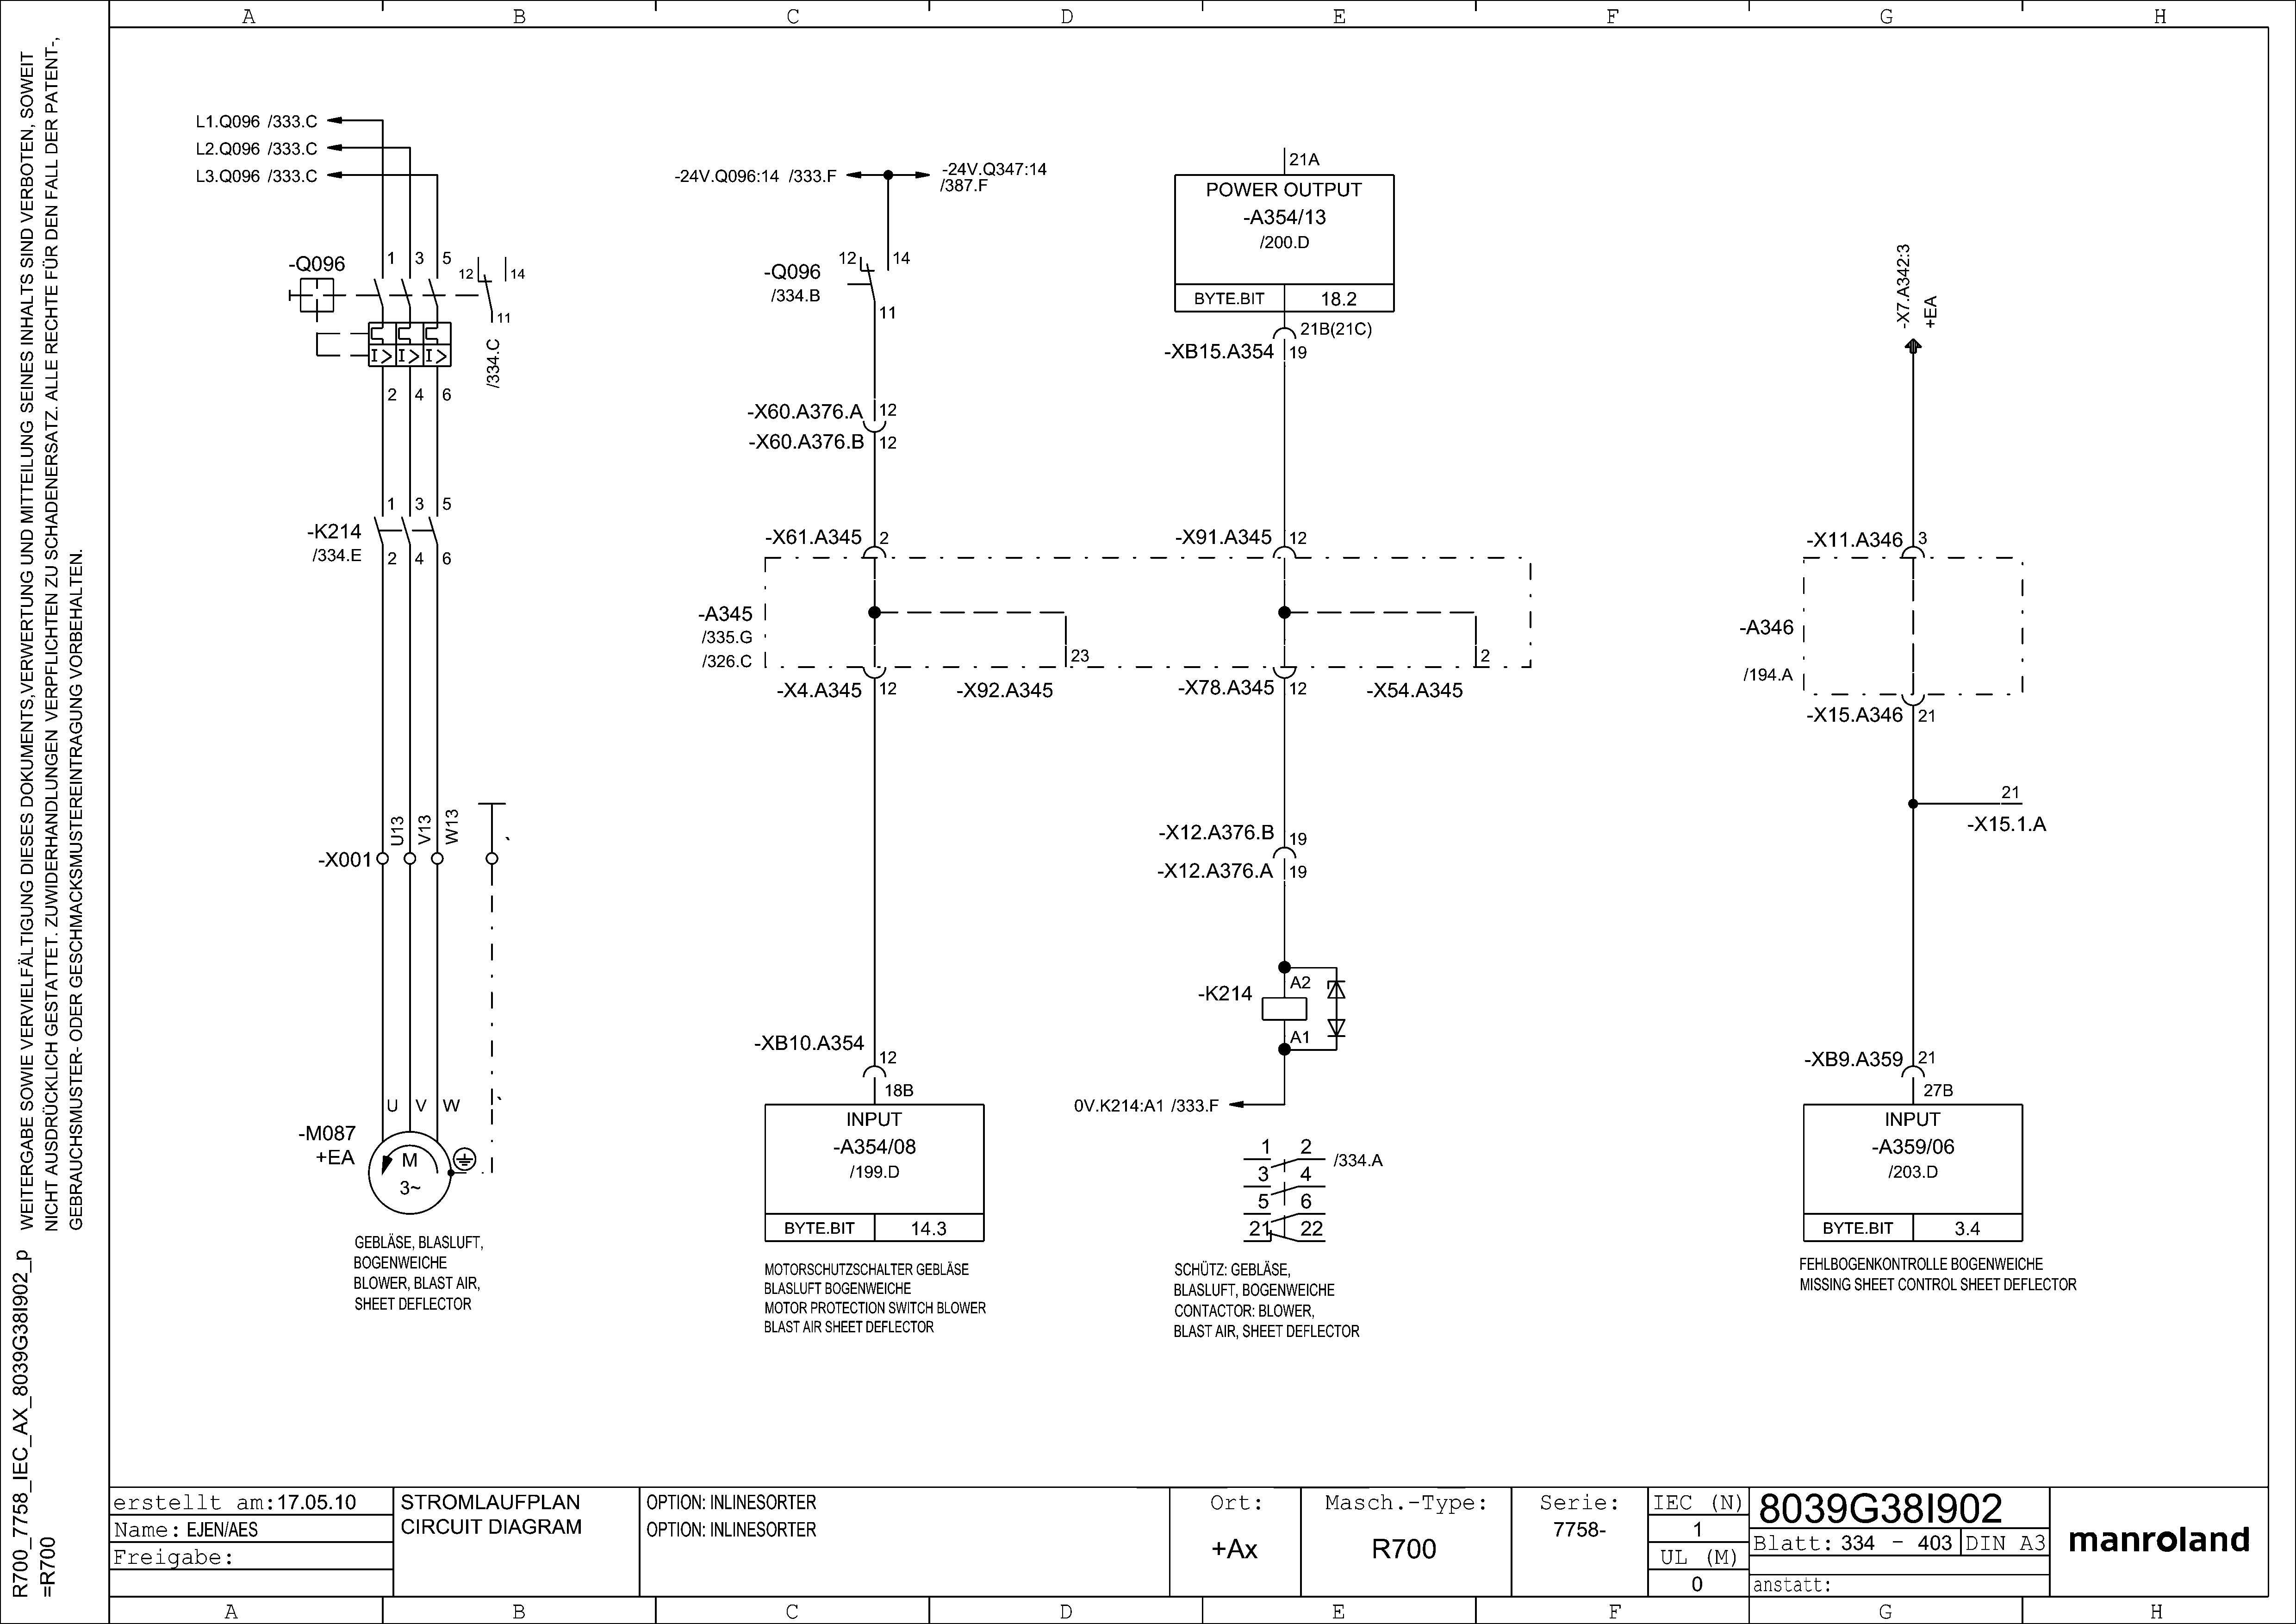 A B C D E F G H
WEITERGABE SOWIE VERVIELFÄLTIGUNG DIESES DOKUMENTS,VERWERTUNG UND MITTEILUNG SEINES INHALTS SIND VERBOTEN, SOWEIT
NICHT AUSDRÜCKLICH GESTATTET. ZUWIDERHANDLUNGEN VERPFLICHTEN ZU SCHADENERSATZ. ALLE RECHTE FÜR DEN FALL DER PATENT-,
GEBRAUCHSMUSTER- ODER GESCHMACKSMUSTEREINTRAGUNG VORBEHALTEN.
R700_7758_IEC_AX_8039G38I902_p
=R700
L1.Q096 /333.C
L2.Q096 /333.C
L3.Q096 /333.C
-Q096
1 3 5
12 14
11
/334.C
I> I> I>
2 4 6
-K214
/334.E
1 3 5
2 4 6
-X001
U13
V13
W13
U V W
-M087
+EA
M
3~
GEBLÄSE, BLASLUFT,
BOGENWEICHE
BLOWER, BLAST AIR,
SHEET DEFLECTOR
-24V.Q096:14 /333.F
-24V.Q347:14
/387.F
12 14
-Q096
/334.B
11
-X60.A376.A 12
-X60.A376.B 12
-X61.A345 2
-A345
/335.G
/326.C
23
-X4.A345 12
-X92.A345
-XB10.A354
12
18B
INPUT
-A354/08
/199.D
BYTE.BIT 14.3
MOTORSCHUTZSCHALTER GEBLÄSE
BLASLUFT BOGENWEICHE
MOTOR PROTECTION SWITCH BLOWER
BLAST AIR SHEET DEFLECTOR
21A
POWER OUTPUT
-A354/13
/200.D
BYTE.BIT 18.2
21B(21C)
-XB15.A354 19
-X91.A345 12
2
-X78.A345 12
-X54.A345
-X12.A376.B 19
-X12.A376.A 19
-K214
A2
A1
0V.K214:A1 /333.F
1 2
/334.A
3 4
5 6
21 22
SCHÜTZ: GEBLÄSE,
BLASLUFT, BOGENWEICHE
CONTACTOR: BLOWER,
BLAST AIR, SHEET DEFLECTOR
-X7.A342:3
+EA
-X11.A346 3
-A346
/194.A
-X15.A346 21
21
-X15.1.A
-XB9.A359 21
27B
INPUT
-A359/06
/203.D
BYTE.BIT 3.4
FEHLBOGENKONTROLLE BOGENWEICHE
MISSING SHEET CONTROL SHEET DEFLECTOR
erstellt am:17.05.10
Name: EJEN/AES
Freigabe:
STROMLAUFPLAN
CIRCUIT DIAGRAM
OPTION: INLINESORTER
OPTION: INLINESORTER
Ort:
+Ax
Masch.-Type:
R700
Serie:
7758-
IEC (N)
1
UL (M)
0
8039G38I902
Blatt: 334 - 403 DIN A3
anstatt:
manroland
A B C D E F G H